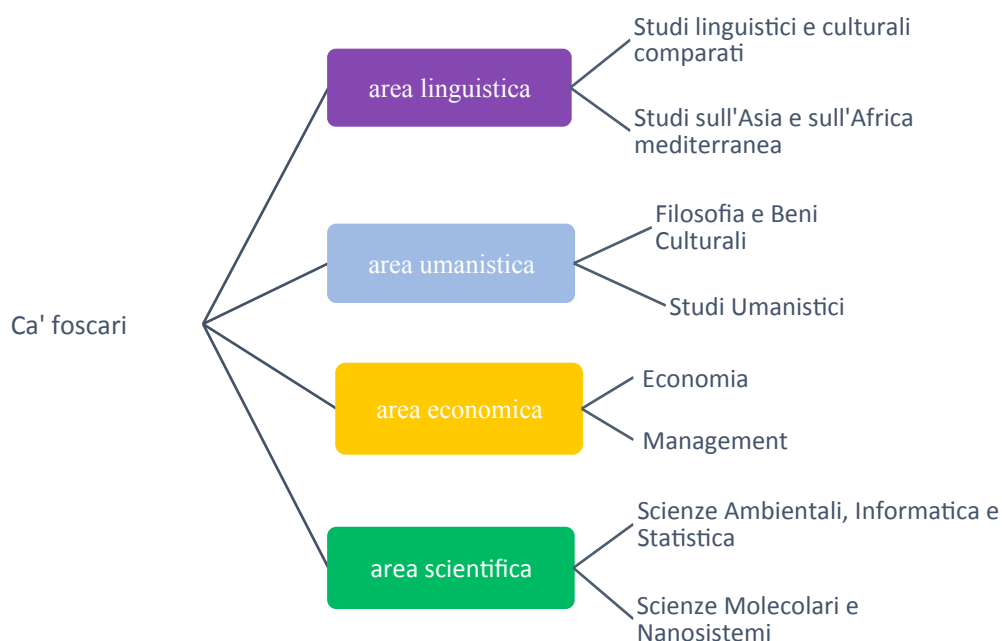 Studi linguistici e culturali
comparati
area linguistica
Studi sull'Asia e sull'Africa
mediterranea
Filosofia e Beni
Culturali
area umanistica
Studi Umanistici
Ca' foscari
Economia
area economica
Management
Scienze Ambientali, Informatica e
Statistica
area scientifica
Scienze Molecolari e
Nanosistemi